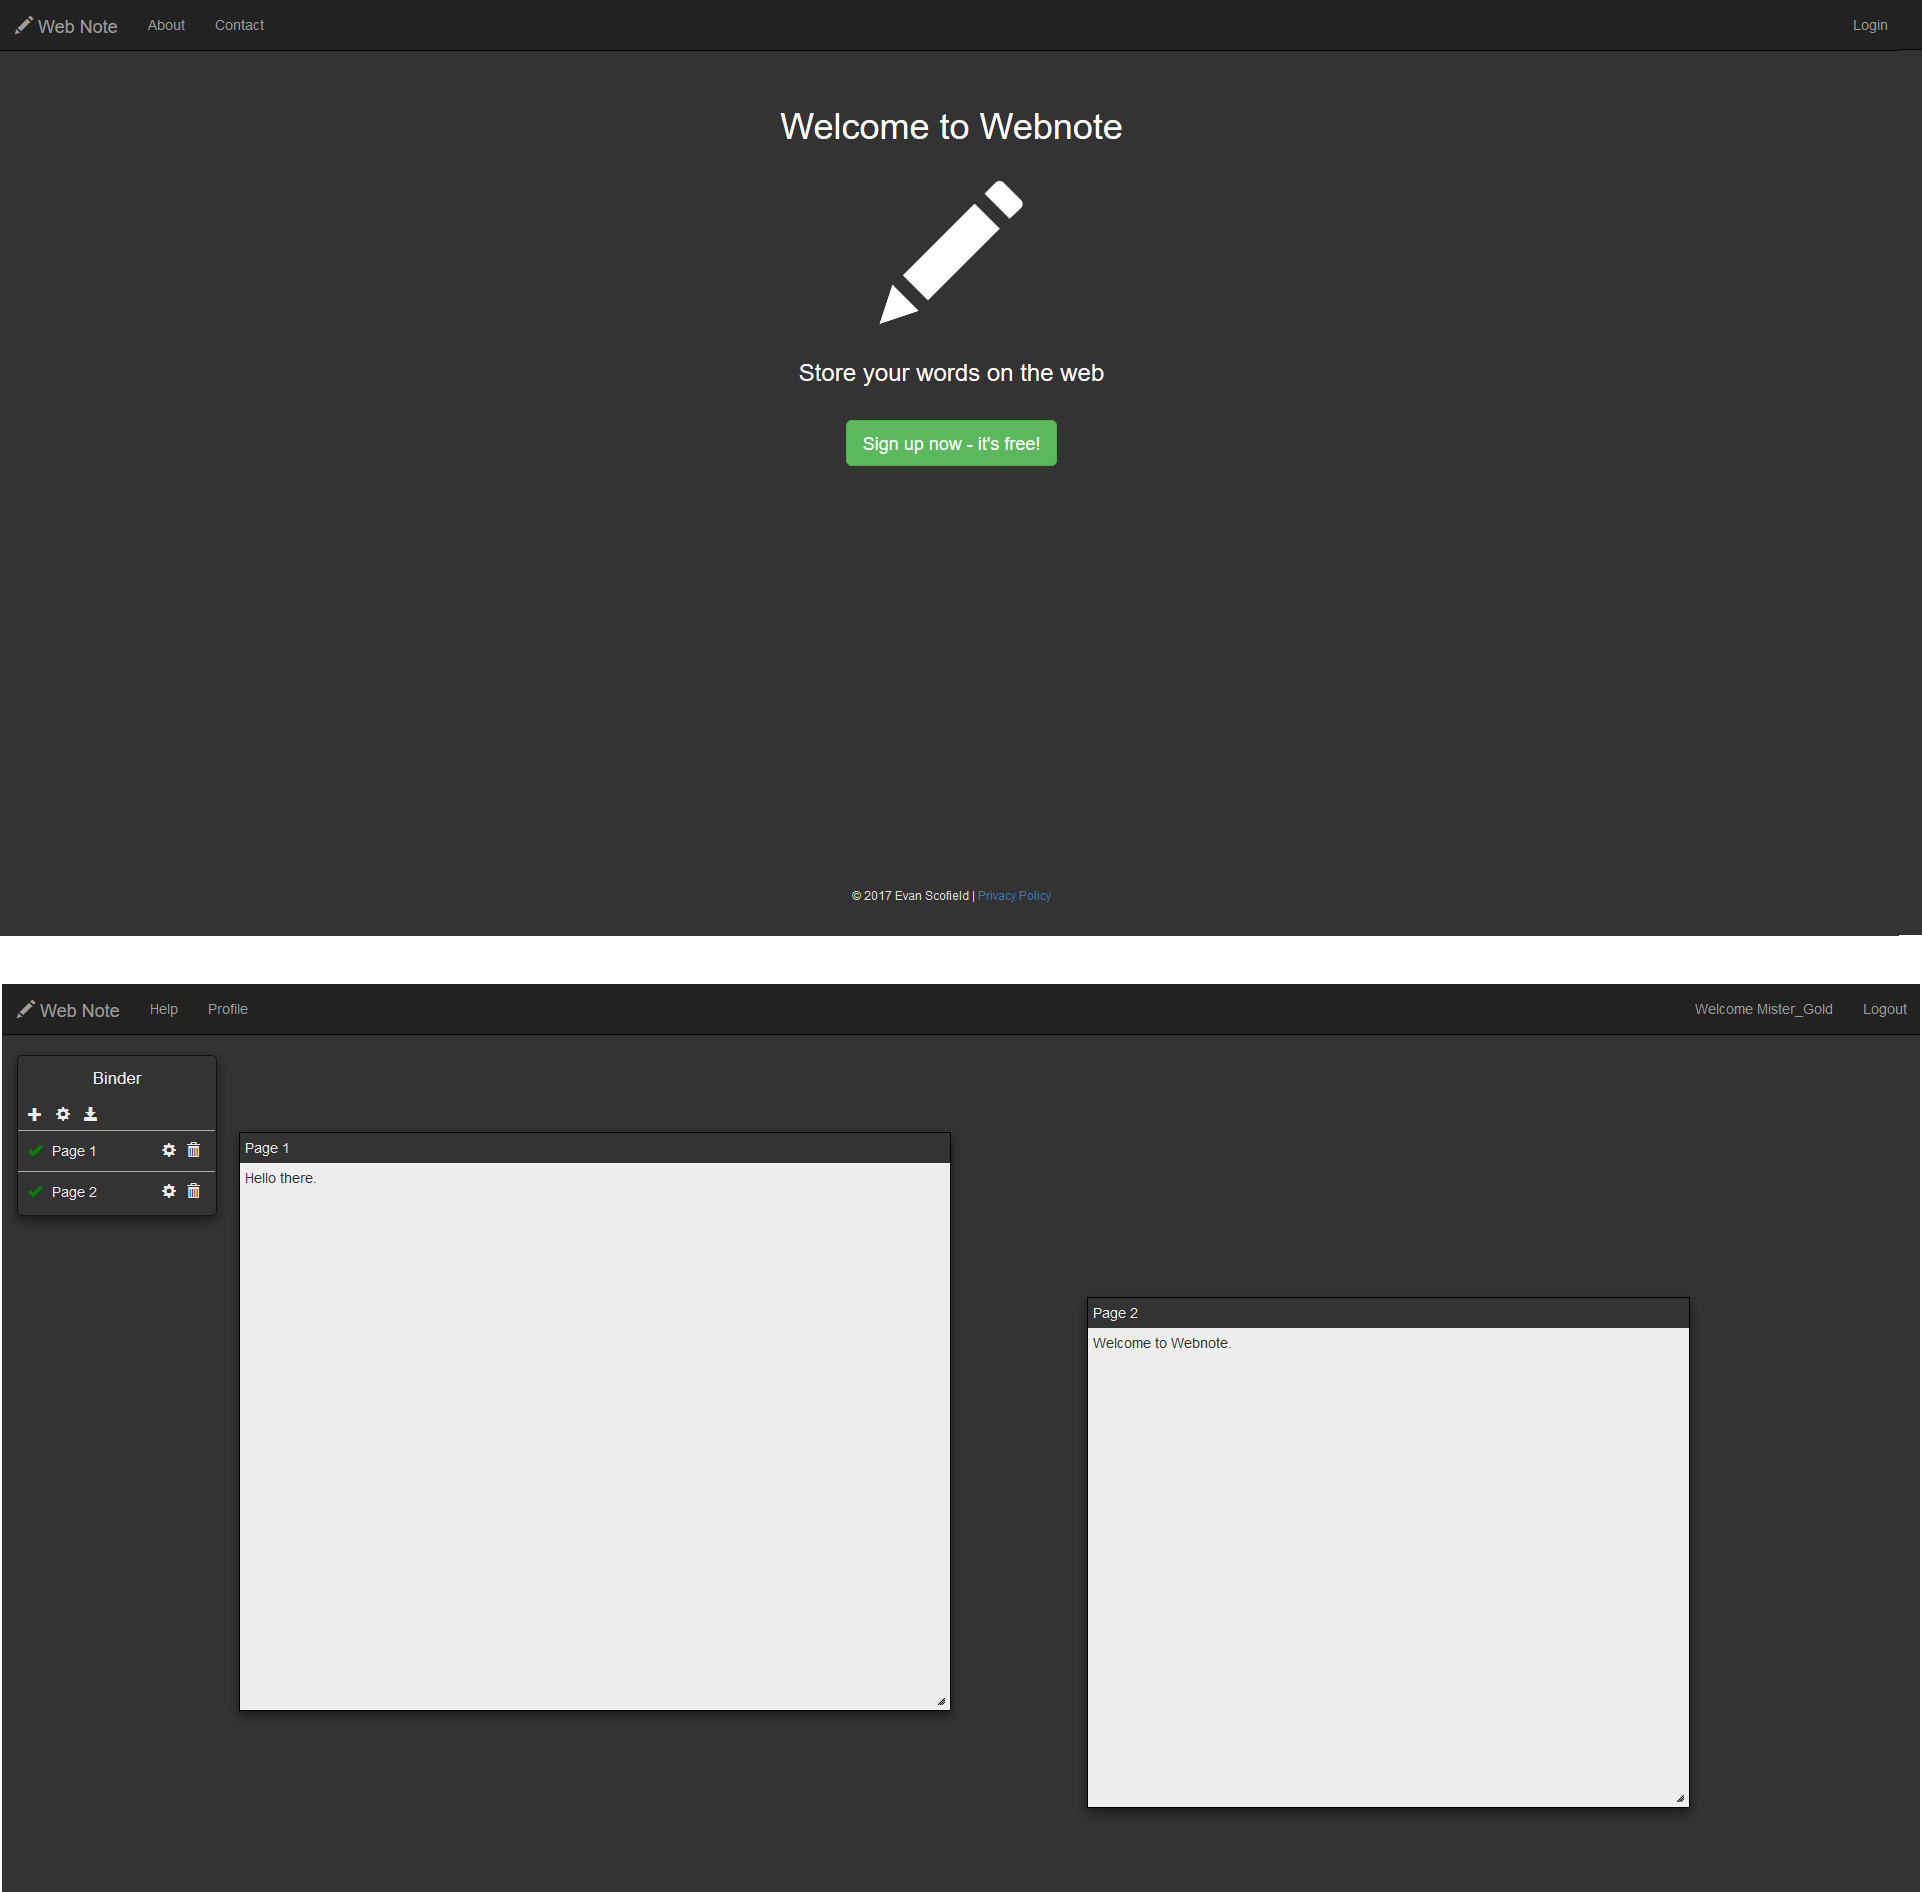 Web Note About Contact Login
Welcome to Webnote
Store your words on the web
Sign up now - it's free!
© 2017 Evan Scofield | Privacy Policy
Web Note Help Profile Welcome Mister_Gold Logout
Binder
Page 1
Page 2
Page 1
Hello there.
Page 2
Welcome to Webnote.